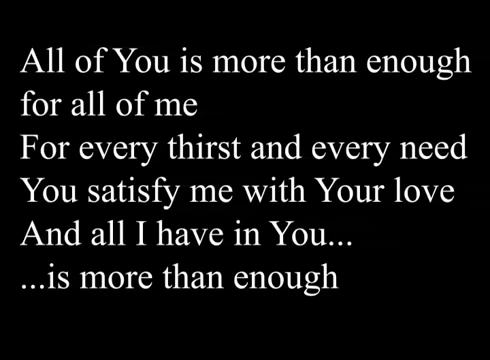 All of You is more than enough
for all of me
For every thirst and every need
You satisfy me with Your love
And all I have in You...
...is more than enough